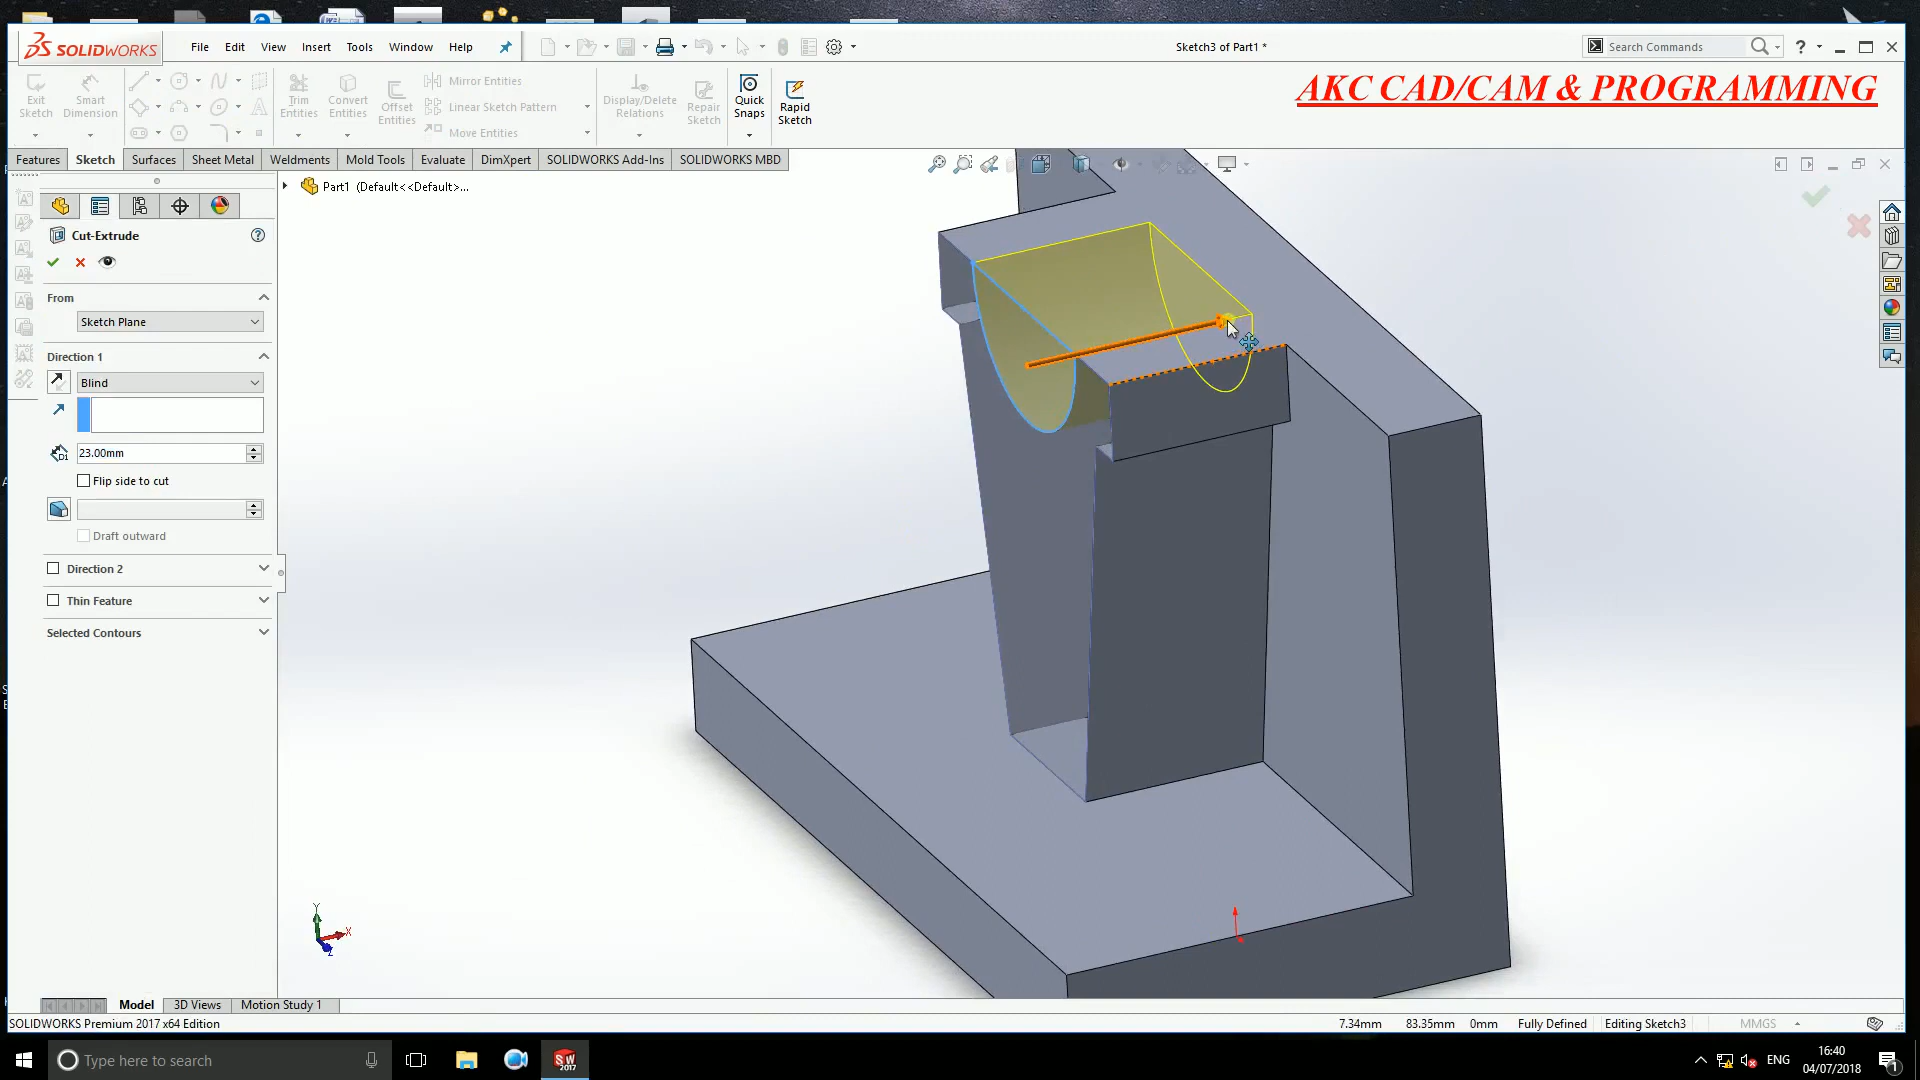 SOLIDWORKS
File Edit View Insert Tools Window Help
Sketch3 of Part1 *
Search Commands
AKC CAD/CAM & PROGRAMMING
Exit Sketch
Smart Dimension
Trim Entities
Convert Entities
Offset Entities
Mirror Entities
Linear Sketch Pattern
Move Entities
Display/Delete Relations
Repair Sketch
Quick Snaps
Rapid Sketch
Features Sketch Surfaces Sheet Metal Weldments Mold Tools Evaluate DimXpert SOLIDWORKS Add-Ins SOLIDWORKS MBD
Part1 (Default<<Default>...
Cut-Extrude
From
Sketch Plane
Direction 1
Blind
23.00mm
Flip side to cut
Draft outward
Direction 2
Thin Feature
Selected Contours
Y
X
Z
Model 3D Views Motion Study 1
SOLIDWORKS Premium 2017 x64 Edition
7.34mm 83.35mm 0mm Fully Defined Editing Sketch3 MMGS
Type here to search
SW
2017
ENG
16:40
04/07/2018
1